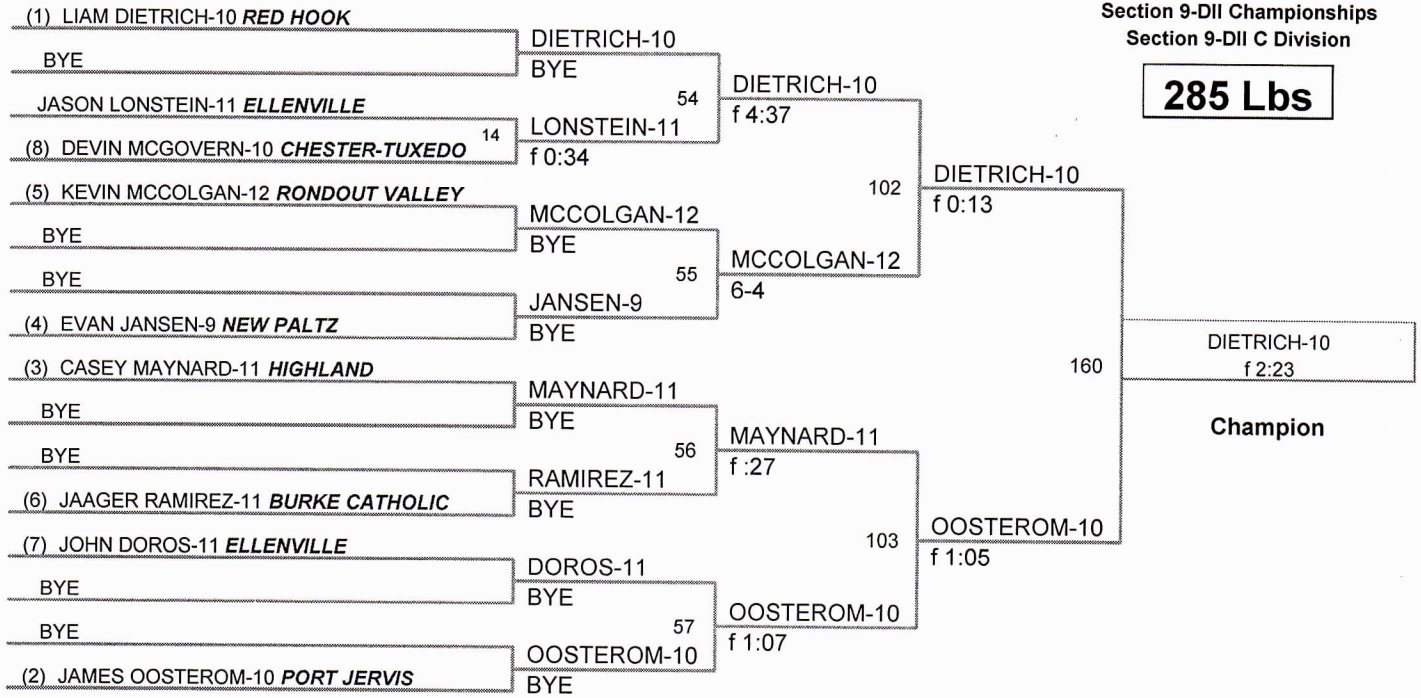 Section 9-DII Championships
Section 9-DII C Division
285 Lbs
(1) LIAM DIETRICH-10 RED HOOK
BYE
JASON LONSTEIN-11 ELLENVILLE
(8) DEVIN MCGOVERN-10 CHESTER-TUXEDO
14
(5) KEVIN MCCOLGAN-12 RONDOUT VALLEY
BYE
BYE
(4) EVAN JANSEN-9 NEW PALTZ
(3) CASEY MAYNARD-11 HIGHLAND
BYE
BYE
(6) JAAGER RAMIREZ-11 BURKE CATHOLIC
(7) JOHN DOROS-11 ELLENVILLE
BYE
BYE
(2) JAMES OOSTEROM-10 PORT JERVIS
DIETRICH-10
BYE
54
LONSTEIN-11
f 0:34
MCCOLGAN-12
BYE
55
JANSEN-9
BYE
MAYNARD-11
BYE
56
RAMIREZ-11
BYE
DOROS-11
BYE
57
OOSTEROM-10
BYE
DIETRICH-10
f 4:37
102
MCCOLGAN-12
6-4
MAYNARD-11
f :27
103
OOSTEROM-10
f 1:07
DIETRICH-10
f 0:13
160
OOSTEROM-10
f 1:05
DIETRICH-10
f 2:23
Champion